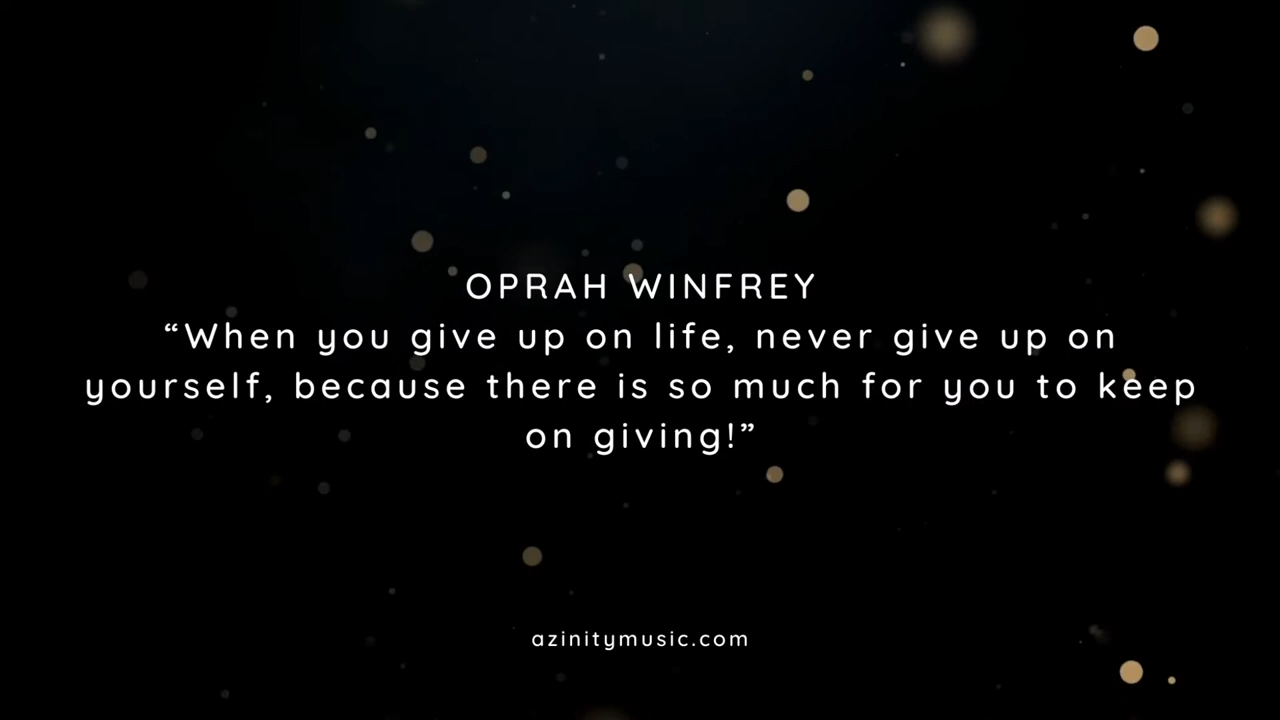 OPRAH WINFREY
“When you give up on life, never give up on
yourself, because there is so much for you to keep
on giving!”
azinitymusic.com